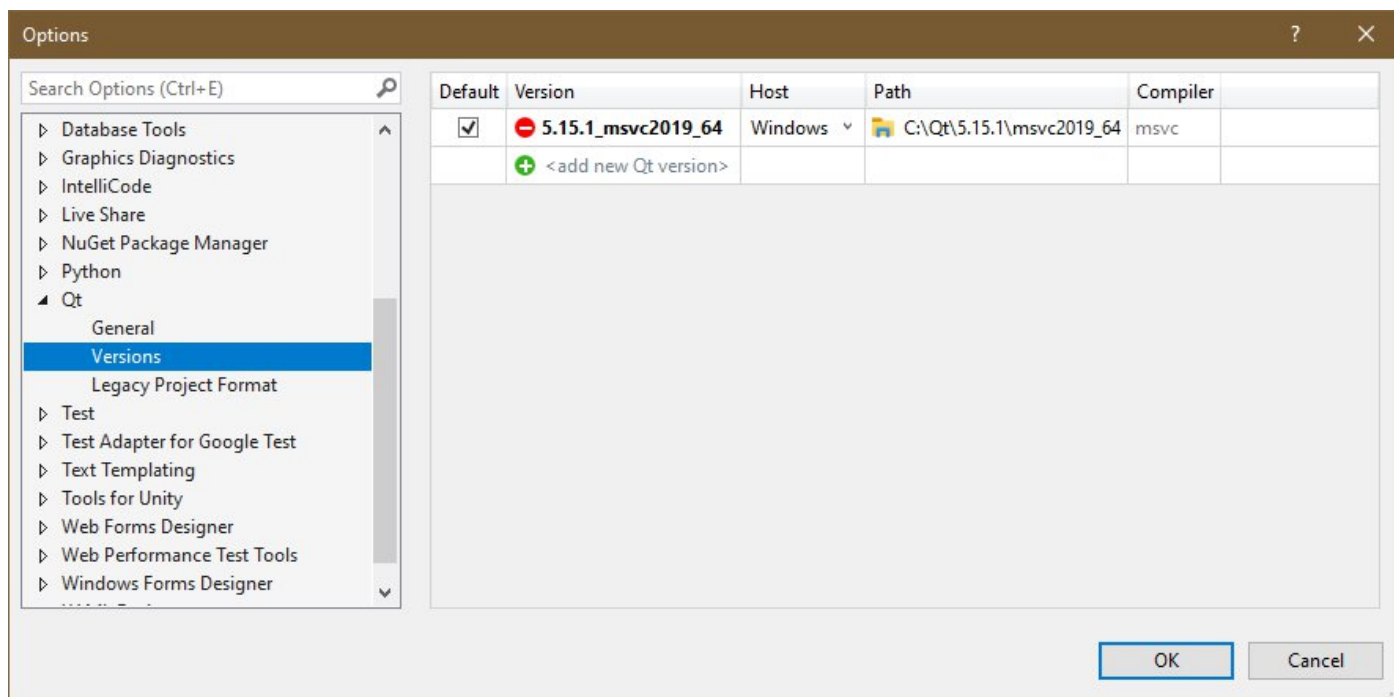 Options
?
Search Options (Ctrl+E)
Database Tools
Graphics Diagnostics
IntelliCode
Live Share
NuGet Package Manager
Python
Qt
General
Versions
Legacy Project Format
Test
Test Adapter for Google Test
Text Templating
Tools for Unity
Web Forms Designer
Web Performance Test Tools
Windows Forms Designer
Default Version Host Path Compiler
5.15.1_msvc2019_64 Windows C:\Qt\5.15.1\msvc2019_64 msvc
<add new Qt version>
OK Cancel